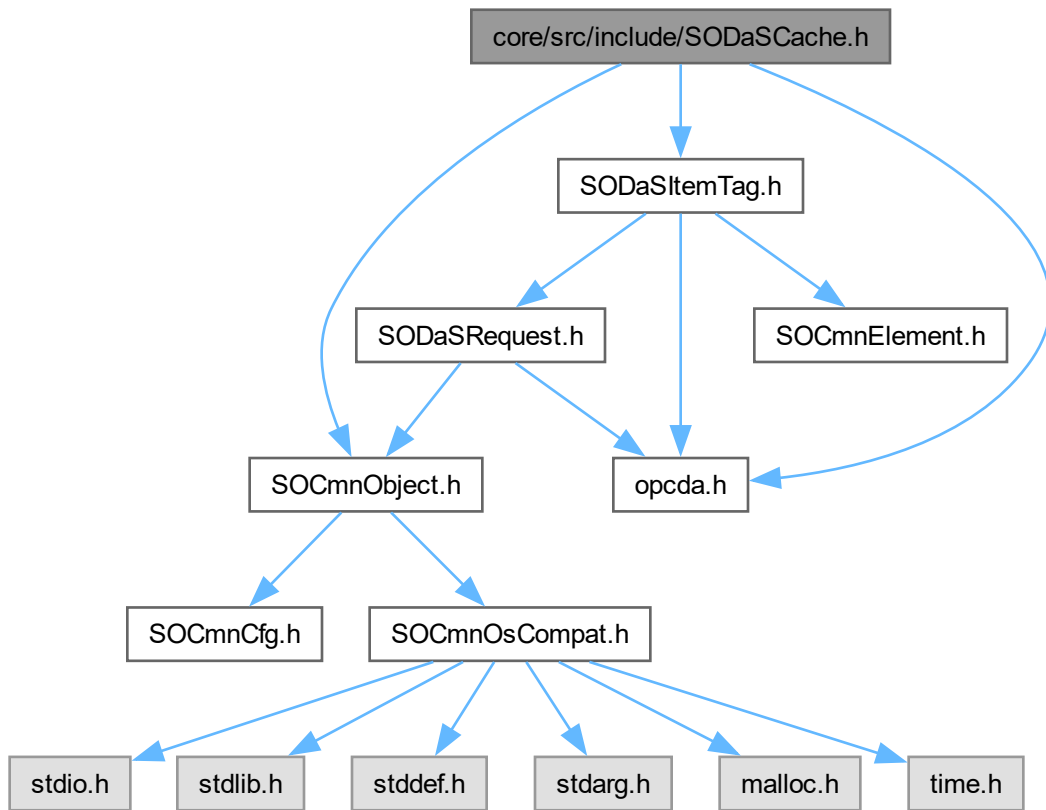 core/src/include/SODaSCache.h
SODaSItemTag.h
SODaSRequest.h
SOCmnElement.h
SOCmnObject.h
opcda.h
SOCmnCfg.h
SOCmnOsCompat.h
stdio.h
stdlib.h
stddef.h
stdarg.h
malloc.h
time.h